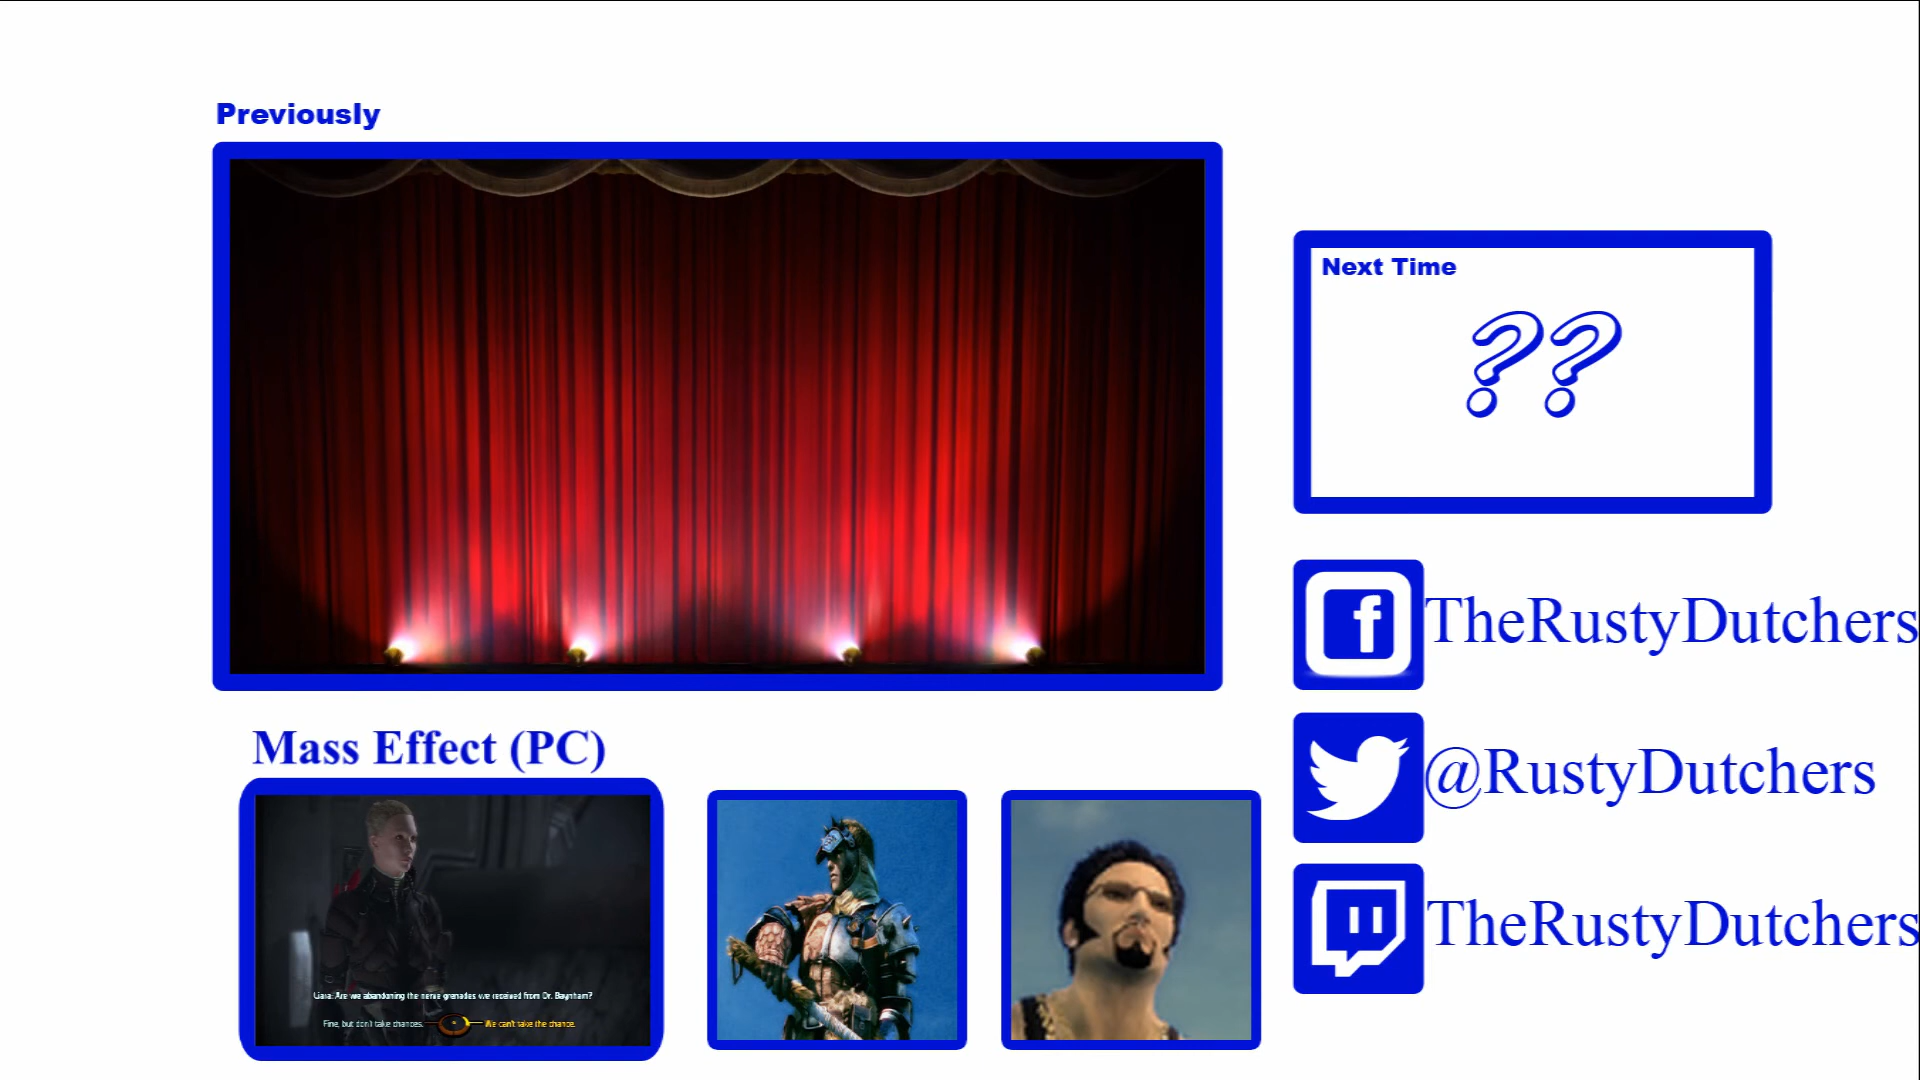 Previously
Next Time
??
f
TheRustyDutchers
@RustyDutchers
TheRustyDutchers
Mass Effect (PC)
Liara: Are we abandoning the nerve grenades we received from Dr. Baynham?
Fine, but don't take chances.
We can't take the chance.